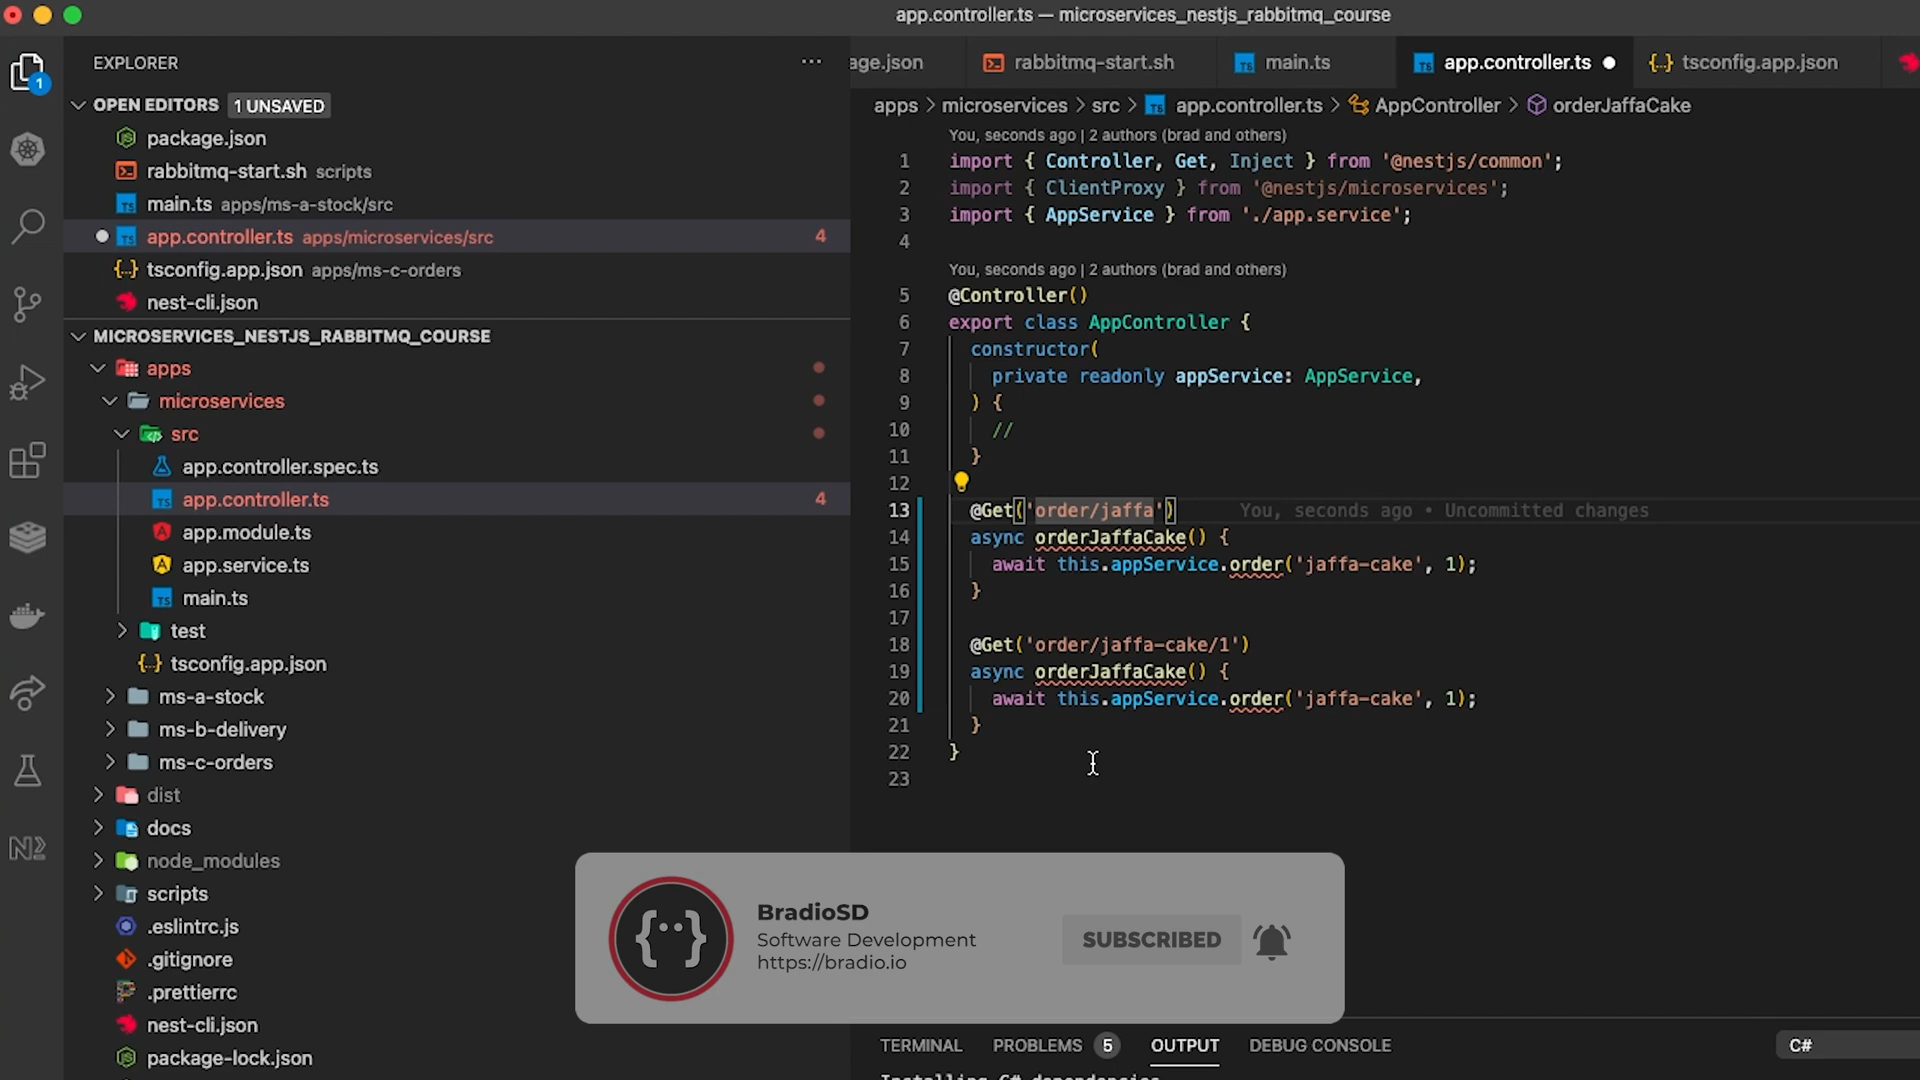 app.controller.ts — microservices_nestjs_rabbitmq_course
EXPLORER
OPEN EDITORS 1 UNSAVED
package.json
rabbitmq-start.sh scripts
main.ts apps/ms-a-stock/src
app.controller.ts apps/microservices/src 4
tsconfig.app.json apps/ms-c-orders
nest-cli.json
MICROSERVICES_NESTJS_RABBITMQ_COURSE
apps
microservices
src
app.controller.spec.ts
app.controller.ts 4
app.module.ts
app.service.ts
main.ts
test
tsconfig.app.json
ms-a-stock
ms-b-delivery
ms-c-orders
dist
docs
node_modules
scripts
.eslintrc.js
.gitignore
.prettierrc
nest-cli.json
package-lock.json
1
age.json rabbitmq-start.sh main.ts app.controller.ts tsconfig.app.json
apps > microservices > src > app.controller.ts > AppController > orderJaffaCake
You, seconds ago | 2 authors (brad and others)
1 import { Controller, Get, Inject } from '@nestjs/common';
2 import { ClientProxy } from '@nestjs/microservices';
3 import { AppService } from './app.service';
4
You, seconds ago | 2 authors (brad and others)
5 @Controller()
6 export class AppController {
7 constructor(
8 private readonly appService: AppService,
9 ) {
10 //
11 }
12
13 @Get('order/jaffa') You, seconds ago • Uncommitted changes
14 async orderJaffaCake() {
15 await this.appService.order('jaffa-cake', 1);
16 }
17
18 @Get('order/jaffa-cake/1')
19 async orderJaffaCake() {
20 await this.appService.order('jaffa-cake', 1);
21 }
22 }
23
BradioSD
Software Development
https://bradio.io
SUBSCRIBED
TERMINAL PROBLEMS 5 OUTPUT DEBUG CONSOLE C#
Installing C# dependencies